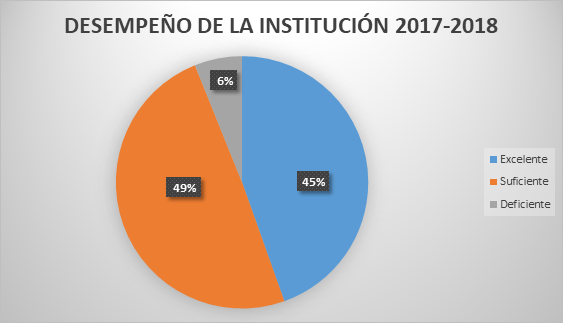 DESEMPEÑO DE LA INSTITUCIÓN 2017-2018
6%
49%
45%
Excelente
Suficiente
Deficiente